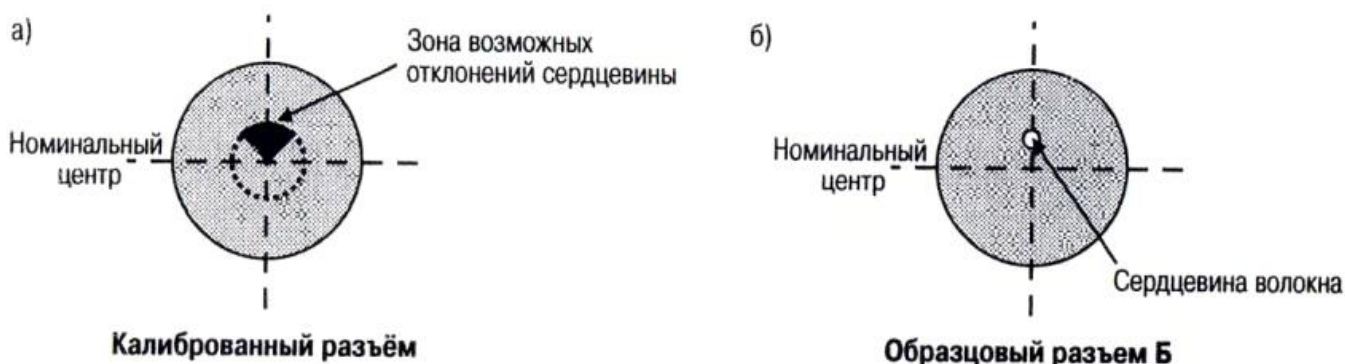 а)
Зона возможных
отклонений сердцевины
Номинальный
центр
Калиброванный разъём
б)
Номинальный
центр
Сердцевина волокна
Образцовый разъем Б